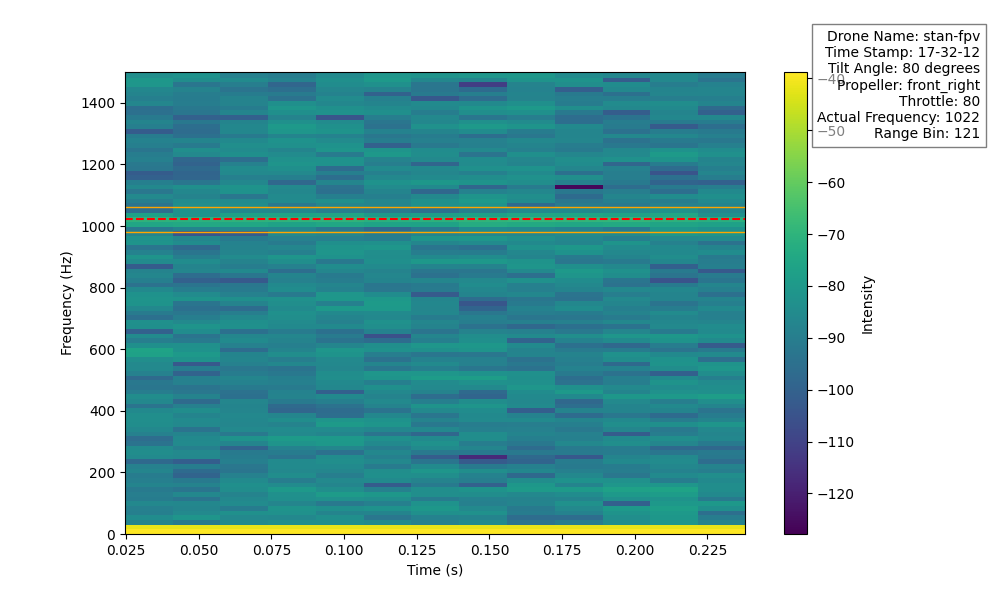 Drone Name: stan-fpv
Time Stamp: 17-32-12
Tilt Angle: 80 degrees
Propeller: front_right
Throttle: 80
Actual Frequency: 1022
Range Bin: 121
1400
1200
1000
800
600
400
200
0
Frequency (Hz)
0.025 0.050 0.075 0.100 0.125 0.150 0.175 0.200 0.225
Time (s)
−40
−50
−60
−70
−80
−90
−100
−110
−120
Intensity